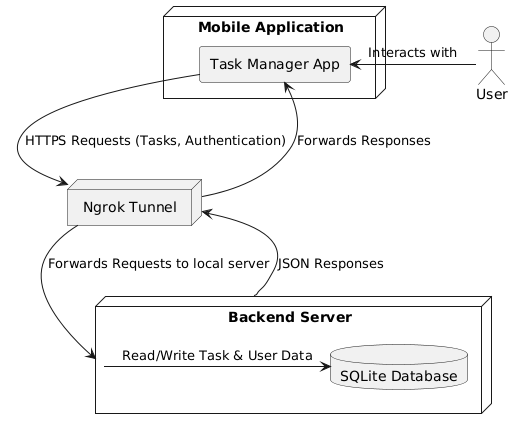 Mobile Application
Interacts with
Task Manager App
User
HTTPS Requests (Tasks, Authentication)
Forwards Responses
Ngrok Tunnel
Forwards Requests to local server
JSON Responses
Backend Server
Read/Write Task & User Data
SQLite Database